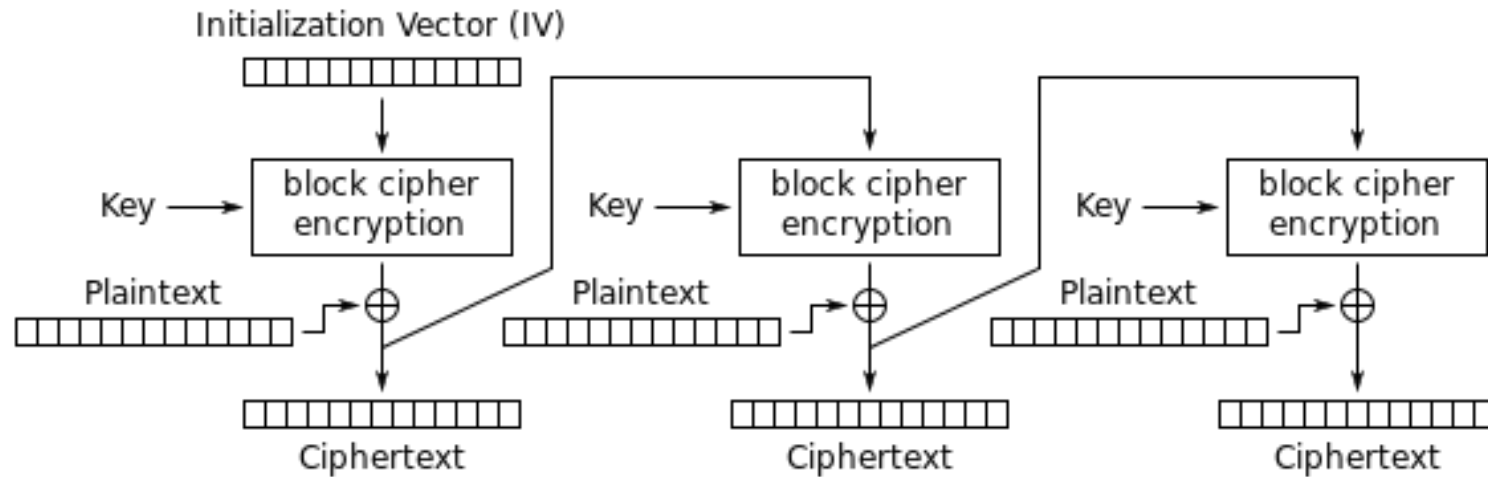 Initialization Vector (IV)
Key
block cipher
encryption
Plaintext
Ciphertext
Key
block cipher
encryption
Plaintext
Ciphertext
Key
block cipher
encryption
Plaintext
Ciphertext